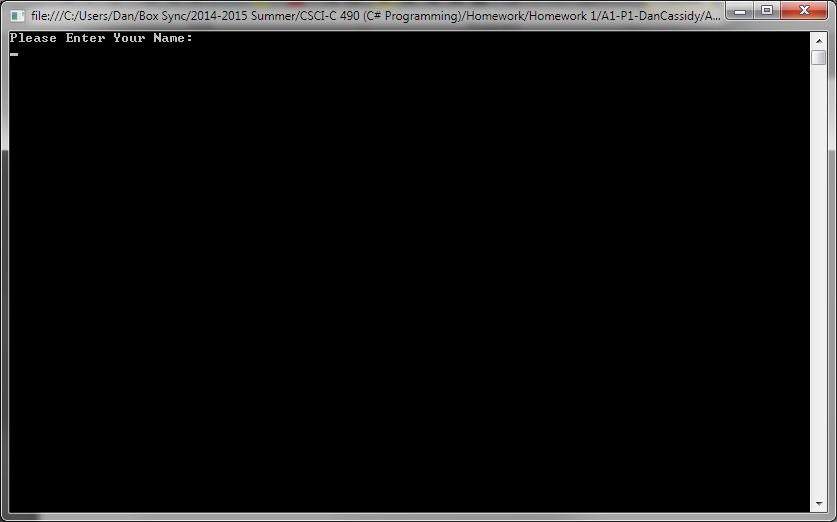 file:///C:/Users/Dan/Box Sync/2014-2015 Summer/CSCI-C 490 (C# Programming)/Homework/Homework 1/A1-P1-DanCassidy/A...
Please Enter Your Name: